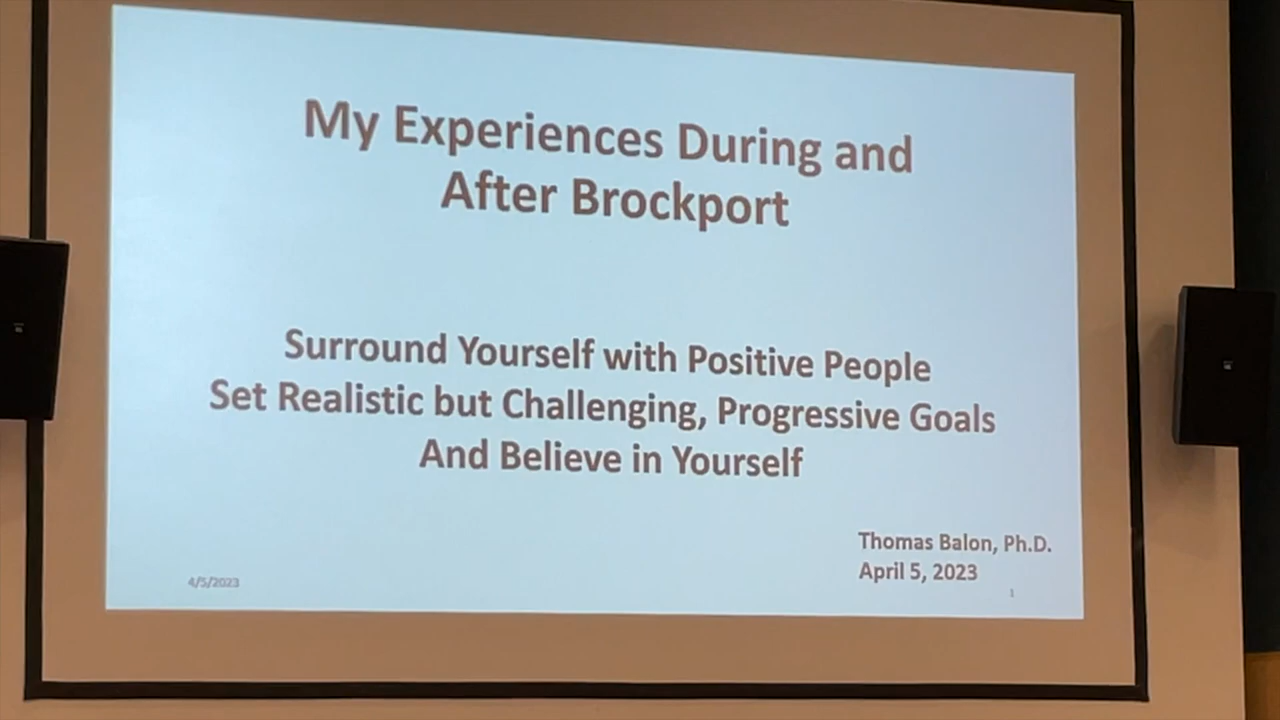 My Experiences During and
After Brockport
Surround Yourself with Positive People
Set Realistic but Challenging, Progressive Goals
And Believe in Yourself
Thomas Balon, Ph.D.
April 5, 2023
4/5/2023
1